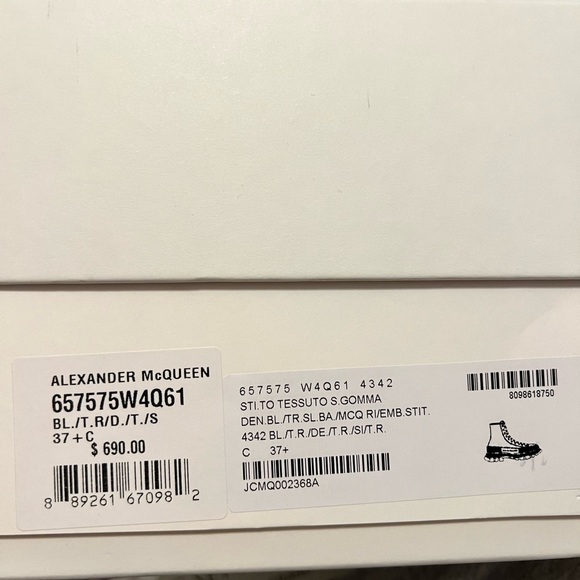 ALEXANDER McQUEEN
657575W4Q61
BL./T.R/D./T./S
37+C
$ 690.00
8 89261 67098 2
657575 W4Q61 4342
STI.TO TESSUTO S.GOMMA
DEN.BL./TR.SL.BA./MCQ RI/EMB.STIT.
4342 BL./T.R./DE./T.R./SI/T.R.
C 37+
JCMQ002368A
8098618750